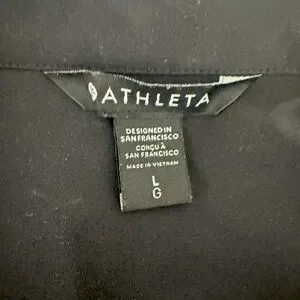 ATHLETA
DESIGNED IN
SAN FRANCISCO
CONÇU À
SAN FRANCISCO
MADE IN VIETNAM
L
G